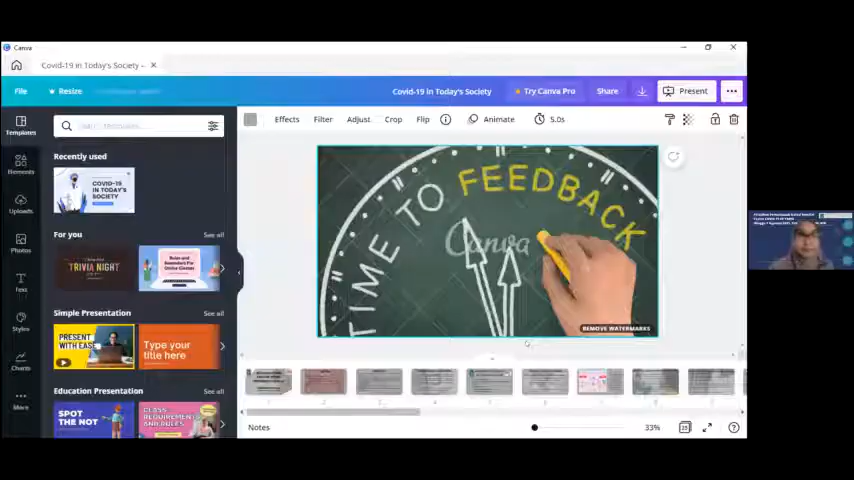 Canva
Covid-19 in Today's Society -
File
Resize
Covid-19 in Today's Society
Try Canva Pro
Share
Present
Templates
Elements
Uploads
Photos
Text
Styles
Charts
More
Recently used
COVID-19
IN TODAY'S
SOCIETY
For you
See all
TRIVIA NIGHT
Rules and
Reminders For
Online Classes
Simple Presentation
See all
PRESENT
WITH EASE
Type your
title here
Education Presentation
See all
SPOT
THE NOT
CLASS
REQUIREMENTS
AND RULES
Effects
Filter
Adjust
Crop
Flip
Animate
5.0s
TIME TO FEEDBACK
Canva
REMOVE WATERMARKS
Notes
33%